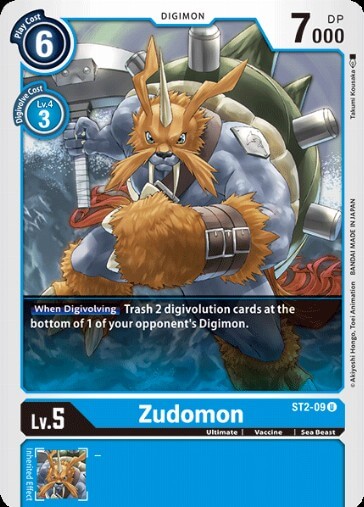 Play Cost
6
DIGIMON
7000
DP
Digivolve Cost
Lv.4
3
When Digivolving Trash 2 digivolution cards at the
bottom of 1 of your opponent's Digimon.
Takumi Kousaka
©Akiyoshi Hongo, Toei Animation BANDAI MADE IN JAPAN
Lv.5
Zudomon
ST2-09 U
Ultimate | Vaccine | Sea Beast
Inherited Effect
–